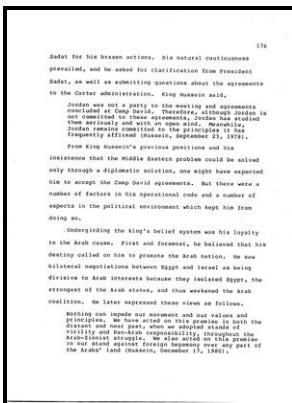 176
Sadat for his brazen actions. His natural cautiousness
prevailed, and he asked for clarification from President
Sadat, as well as submitting questions about the agreements
to the Carter administration. King Hussein said,
Jordan was not a party to the meeting and agreements
concluded at Camp David. Therefore, although Jordan is
not committed to these agreements, Jordan has studied
them seriously and with an open mind. Meanwhile,
Jordan remains committed to the principles it has
frequently affirmed (Hussein, September 23, 1978).
From King Hussein's previous positions and his
insistence that the Middle Eastern problem could be solved
only through a diplomatic solution, one might have expected
him to accept the Camp David agreements. But there were a
number of factors in his operational code and a number of
aspects in the political environment which kept him from
doing so.
Undergirding the king's belief system was his loyalty
to the Arab cause. First and foremost, he believed that his
destiny called on him to promote the Arab nation. He saw
bilateral negotiations between Egypt and Israel as being
divisive to Arab interests because they isolated Egypt, the
strongest of the Arab states, and thus weakened the Arab
coalition. He later expressed these views as follows.
Nothing can impede our movement and our values and
principles. We have acted on this premise in both the
distant and near past, when we adopted stands of
virility and Pan-Arab responsibility, throughout the
Arab-Zionist struggle. We also acted on this premise
in our stand against foreign hegemony over any part of
the Arabs' land (Hussein, December 17, 1980).